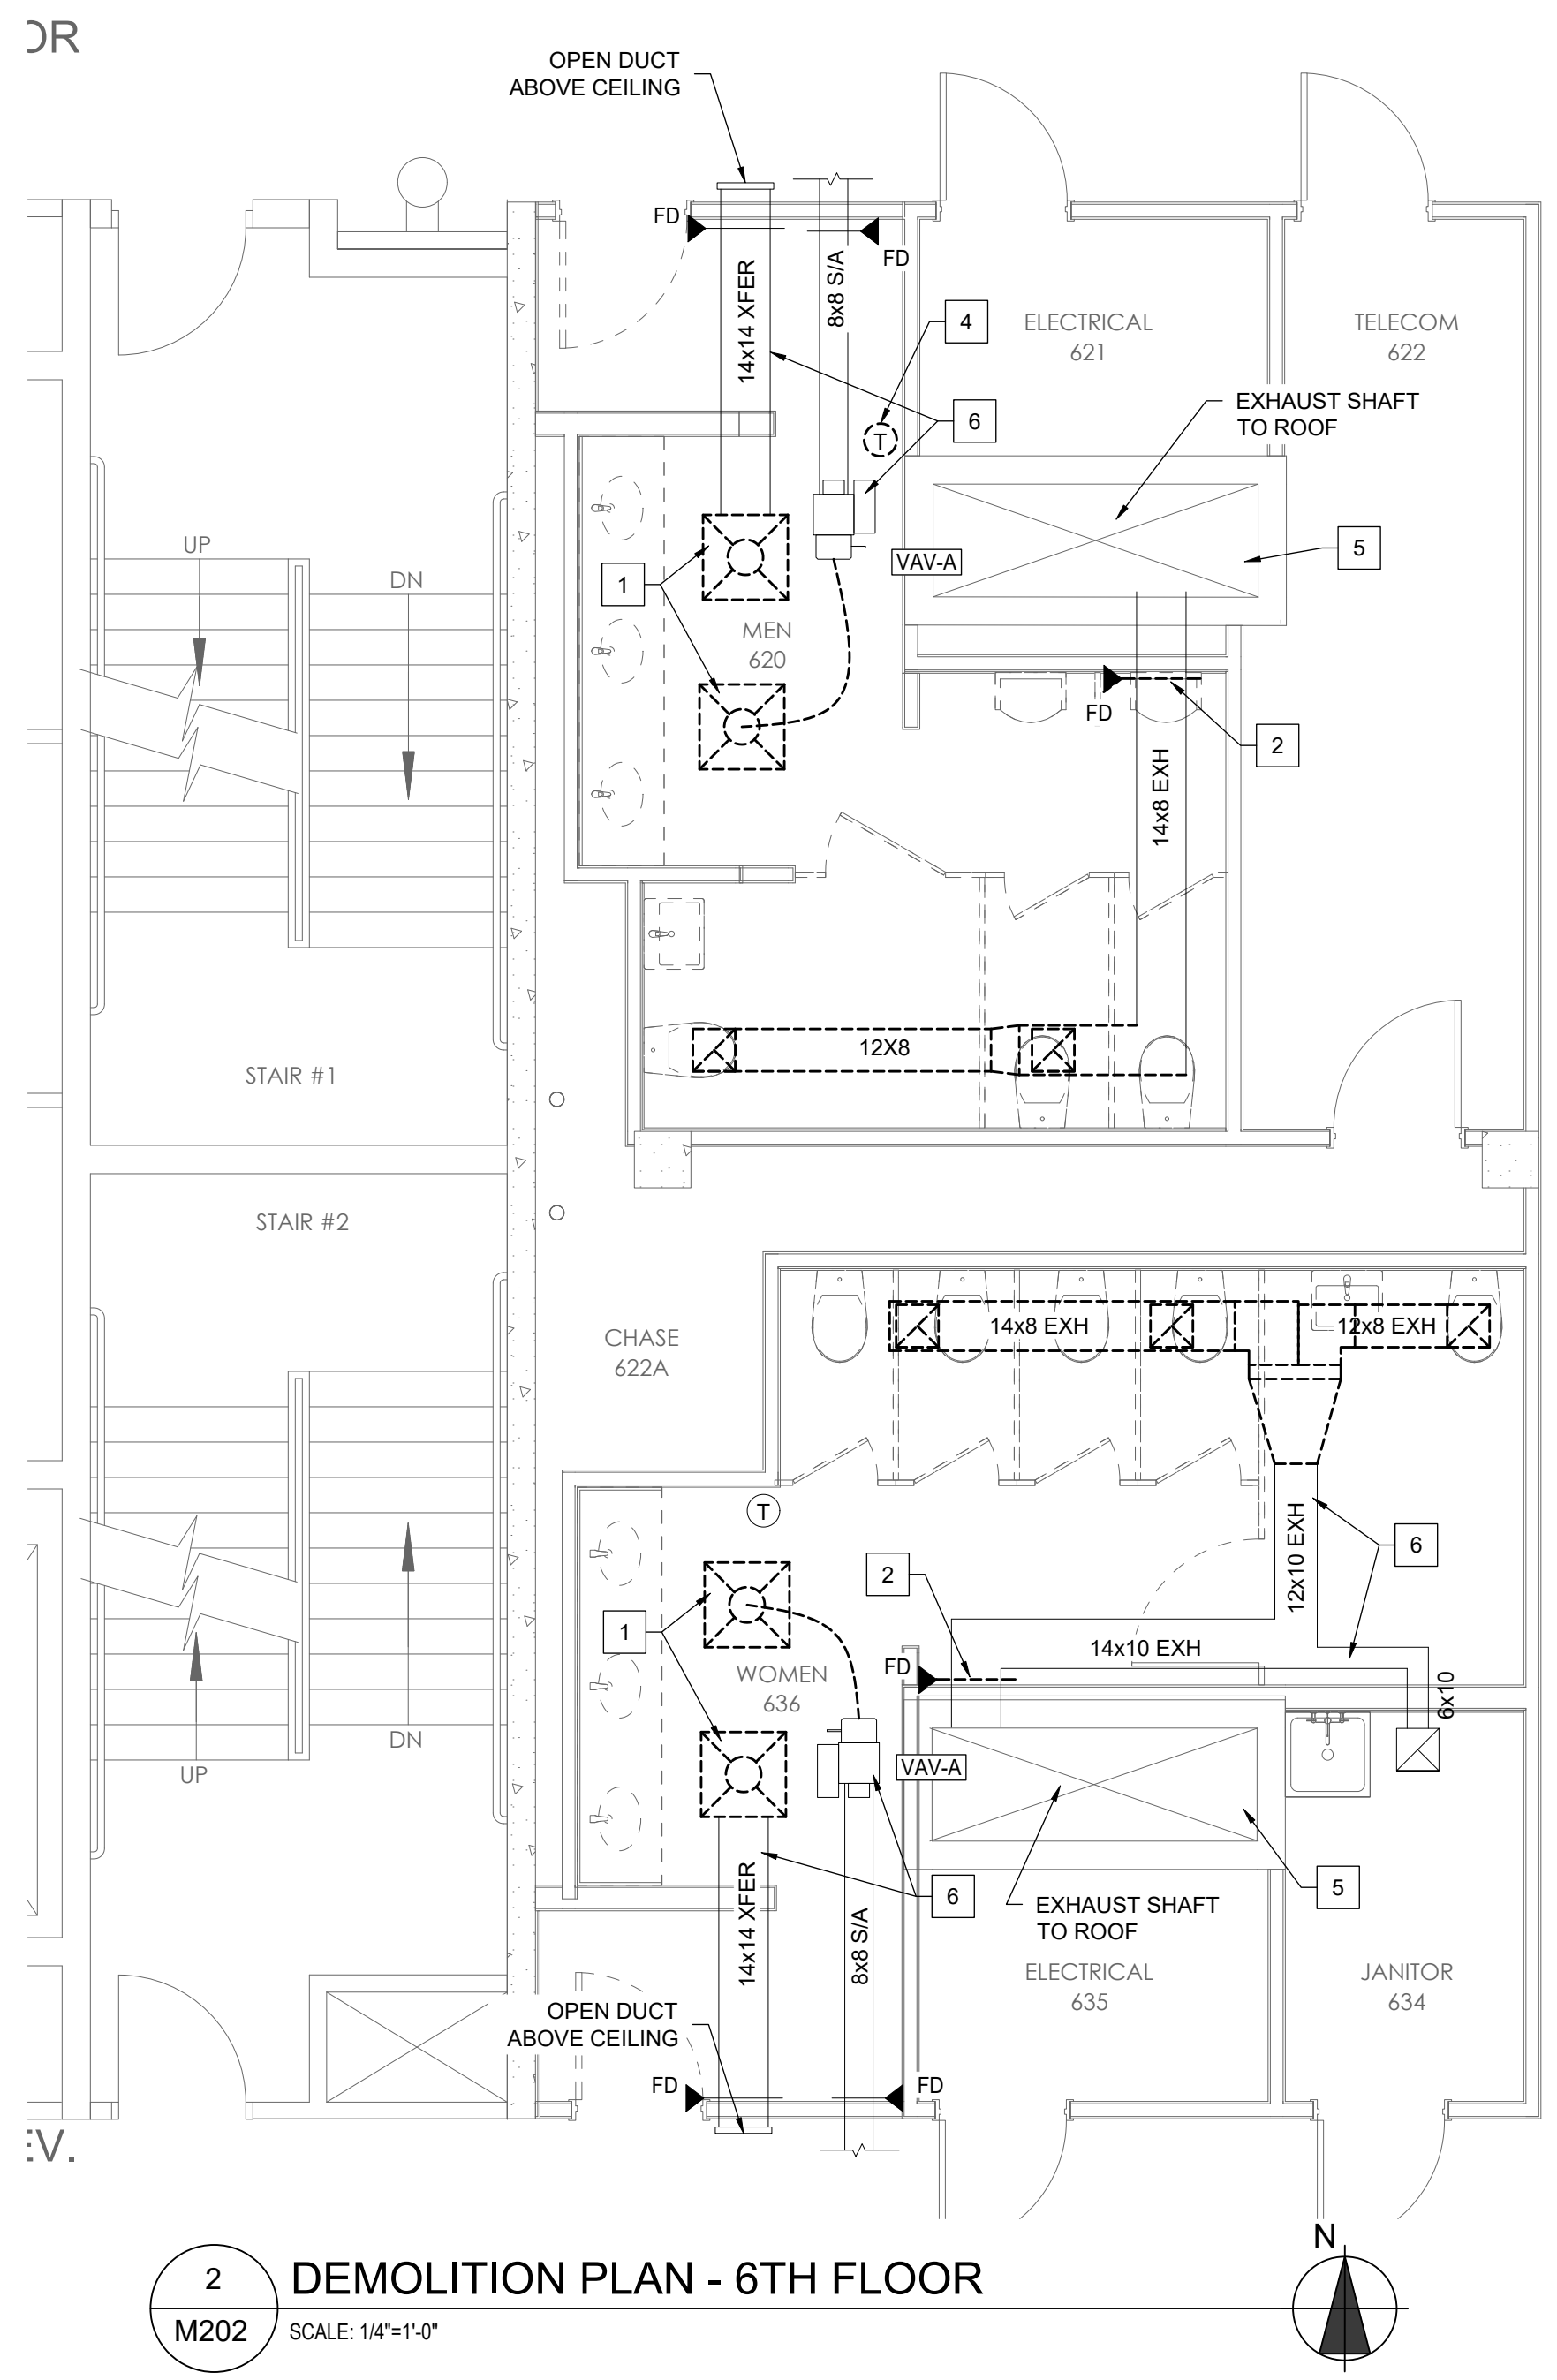 OR
OPEN DUCT
ABOVE CEILING
FD
FD
14x14 XFER
8x8 S/A
4
ELECTRICAL
621
TELECOM
622
EXHAUST SHAFT
TO ROOF
6
T
UP
DN
1
VAV-A
5
MEN
620
FD
2
14x8 EXH
12X8
STAIR #1
STAIR #2
CHASE
622A
14x8 EXH
12x8 EXH
T
12x10 EXH
6
2
1
14x10 EXH
FD
WOMEN
636
6x10
DN
UP
VAV-A
14x14 XFER
8x8 S/A
6
5
EXHAUST SHAFT
TO ROOF
ELECTRICAL
635
JANITOR
634
OPEN DUCT
ABOVE CEILING
FD
FD
EV.
N
2
M202
DEMOLITION PLAN - 6TH FLOOR
SCALE: 1/4"=1'-0"